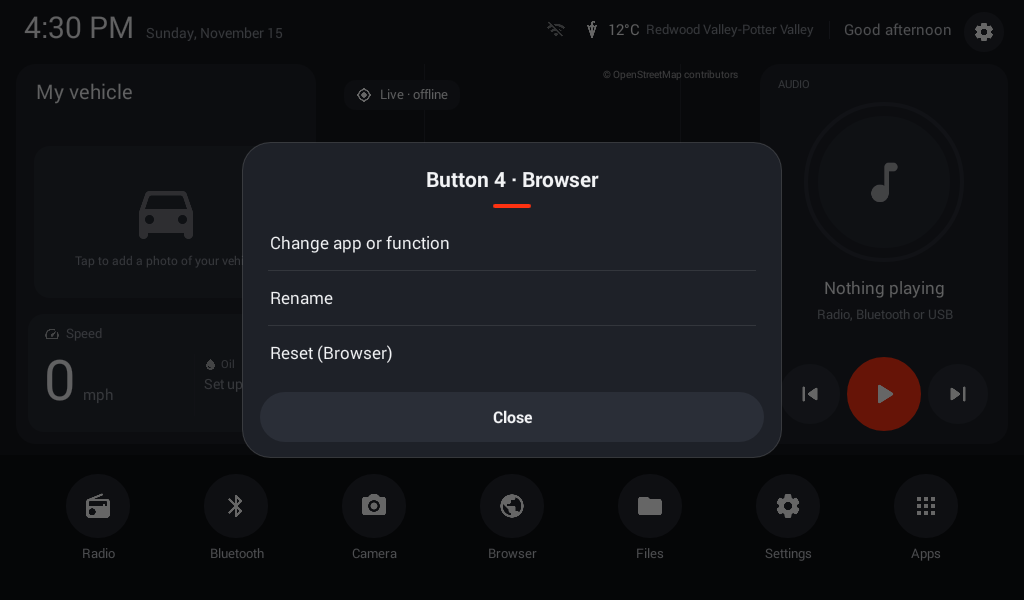 4:30 PM Sunday, November 15
12°C Redwood Valley-Potter Valley
Good afternoon
My vehicle
Live · offline
© OpenStreetMap contributors
AUDIO
Tap to add a photo of your vehi
Button 4 · Browser
Change app or function
Rename
Reset (Browser)
Close
Speed
0 mph
Oil
Set up
Nothing playing
Radio, Bluetooth or USB
Radio
Bluetooth
Camera
Browser
Files
Settings
Apps